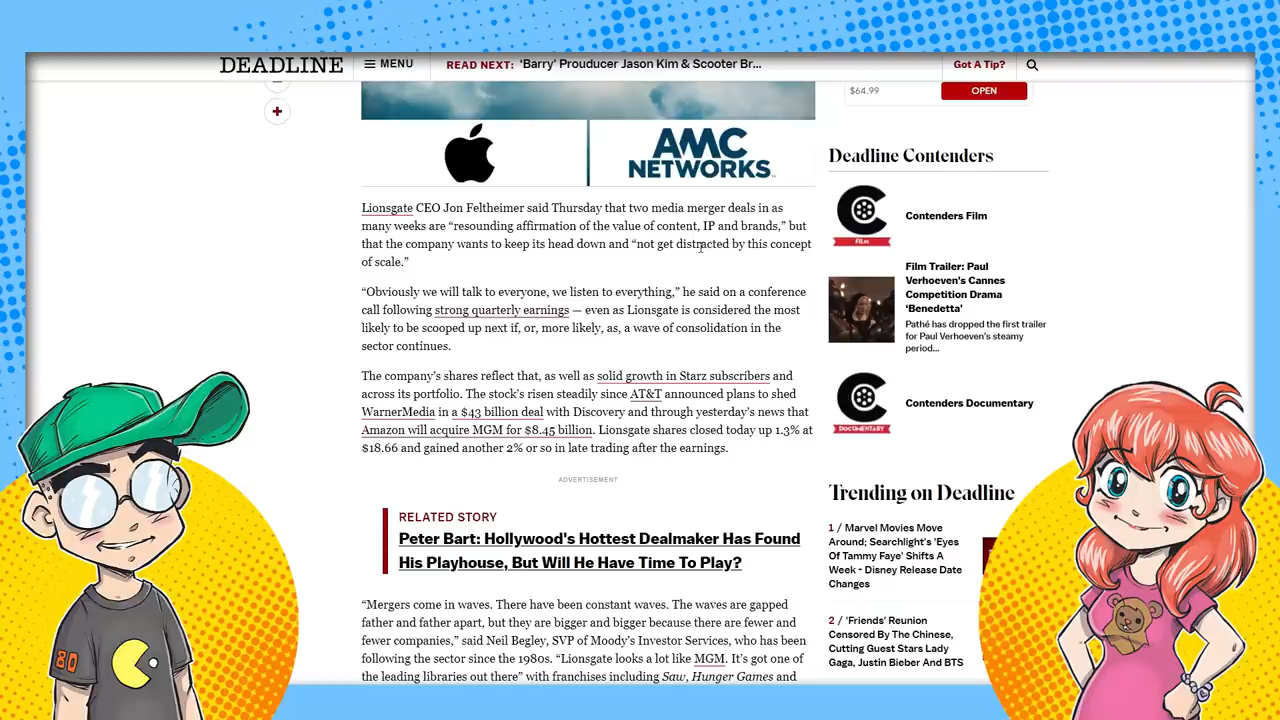 DEADLINE
MENU
READ NEXT: 'Barry' Prouducer Jason Kim & Scooter Br...
Got A Tip?
$64.99
OPEN
AMC
NETWORKS
Lionsgate CEO Jon Feltheimer said Thursday that two media merger deals in as
many weeks are “resounding affirmation of the value of content, IP and brands,” but
that the company wants to keep its head down and “not get distracted by this concept
of scale.”
“Obviously we will talk to everyone, we listen to everything,” he said on a conference
call following strong quarterly earnings — even as Lionsgate is considered the most
likely to be scooped up next if, or, more likely, as, a wave of consolidation in the
sector continues.
The company’s shares reflect that, as well as solid growth in Starz subscribers and
across its portfolio. The stock’s risen steadily since AT&T announced plans to shed
WarnerMedia in a $43 billion deal with Discovery and through yesterday’s news that
Amazon will acquire MGM for $8.45 billion. Lionsgate shares closed today up 1.3% at
$18.66 and gained another 2% or so in late trading after the earnings.
ADVERTISEMENT
RELATED STORY
Peter Bart: Hollywood's Hottest Dealmaker Has Found
His Playhouse, But Will He Have Time To Play?
“Mergers come in waves. There have been constant waves. The waves are gapped
father and father apart, but they are bigger and bigger because there are fewer and
fewer companies,” said Neil Begley, SVP of Moody’s Investor Services, who has been
following the sector since the 1980s. “Lionsgate looks a lot like MGM. It’s got one of
the leading libraries out there” with franchises including Saw, Hunger Games and
Deadline Contenders
FILM
Contenders Film
Film Trailer: Paul
Verhoeven's Cannes
Competition Drama
‘Benedetta’
Pathé has dropped the first trailer
for Paul Verhoeven's steamy
period...
DOCUMENTARY
Contenders Documentary
Trending on Deadline
1 / Marvel Movies Move
Around; Searchlight's 'Eyes
Of Tammy Faye' Shifts A
Week - Disney Release Date
Changes
2 / 'Friends' Reunion
Censored By The Chinese,
Cutting Guest Stars Lady
Gaga, Justin Bieber And BTS
80